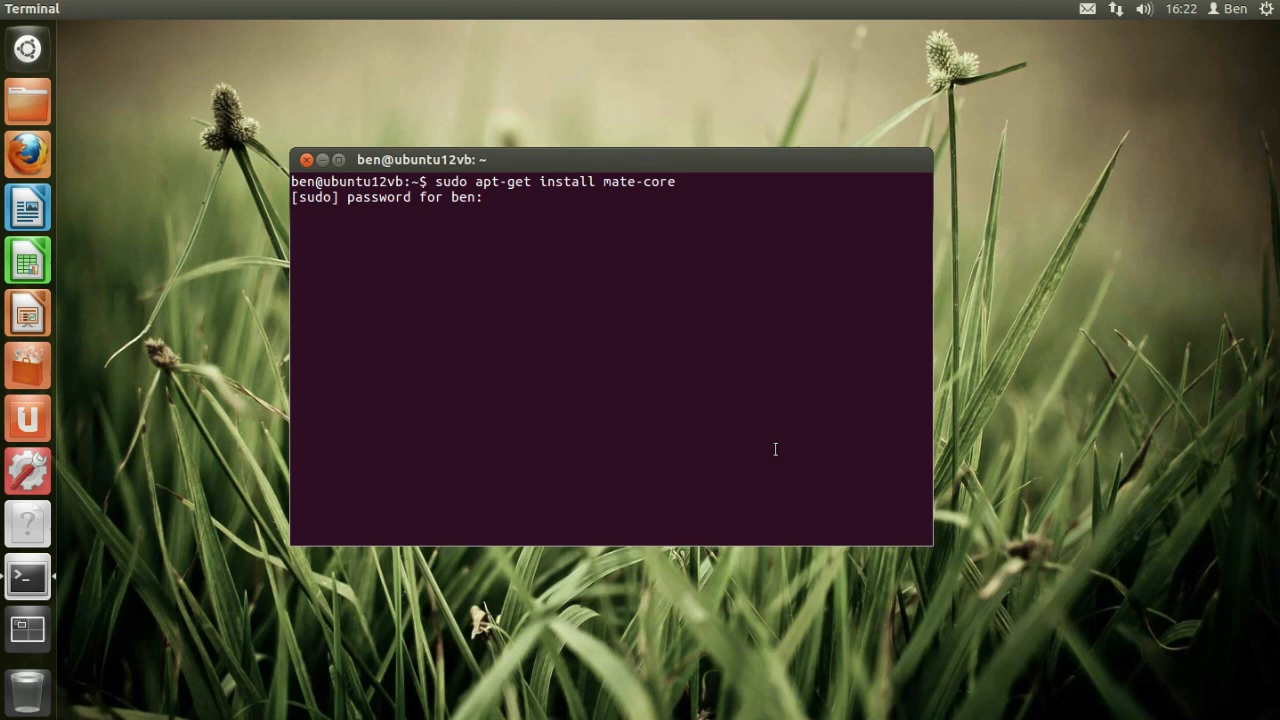 Terminal
16:22 Ben
ben@ubuntu12vb: ~
ben@ubuntu12vb:~$ sudo apt-get install mate-core
[sudo] password for ben:
U
?
>_